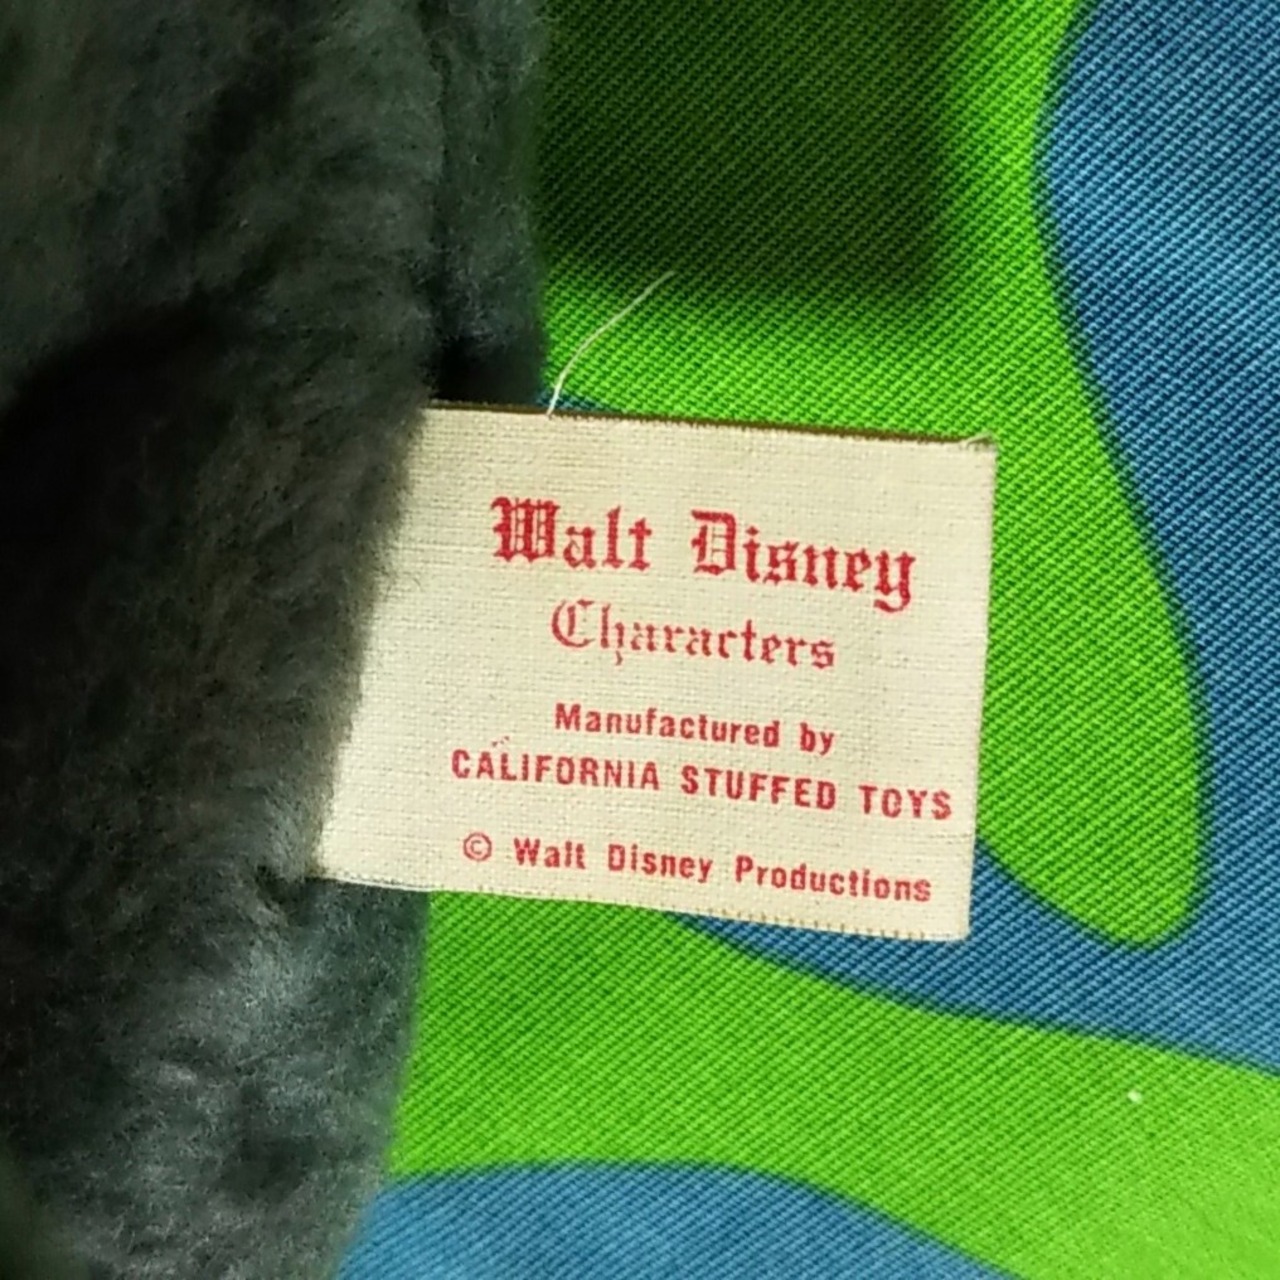 Walt Disney
Characters
Manufactured by
CALIFORNIA STUFFED TOYS
© Walt Disney Productions